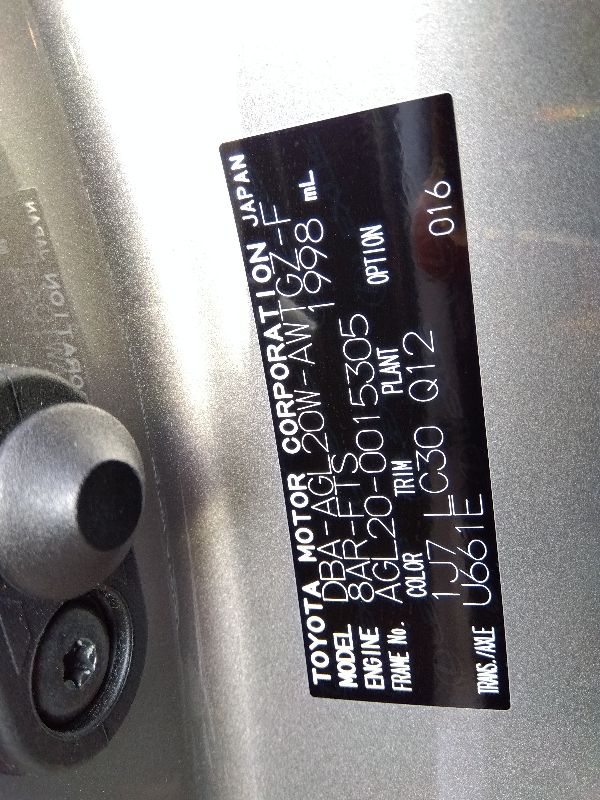 TOYOTA MOTOR CORPORATION JAPAN
MODEL DBA-AGL20W-AWTGZ-F
ENGINE 8AR-FTS 1998 mL
FRAME No. AGL20-0015305
COLOR TRIM PLANT OPTION
1J7 LC30 Q12 016
TRANS./AXLE U661E